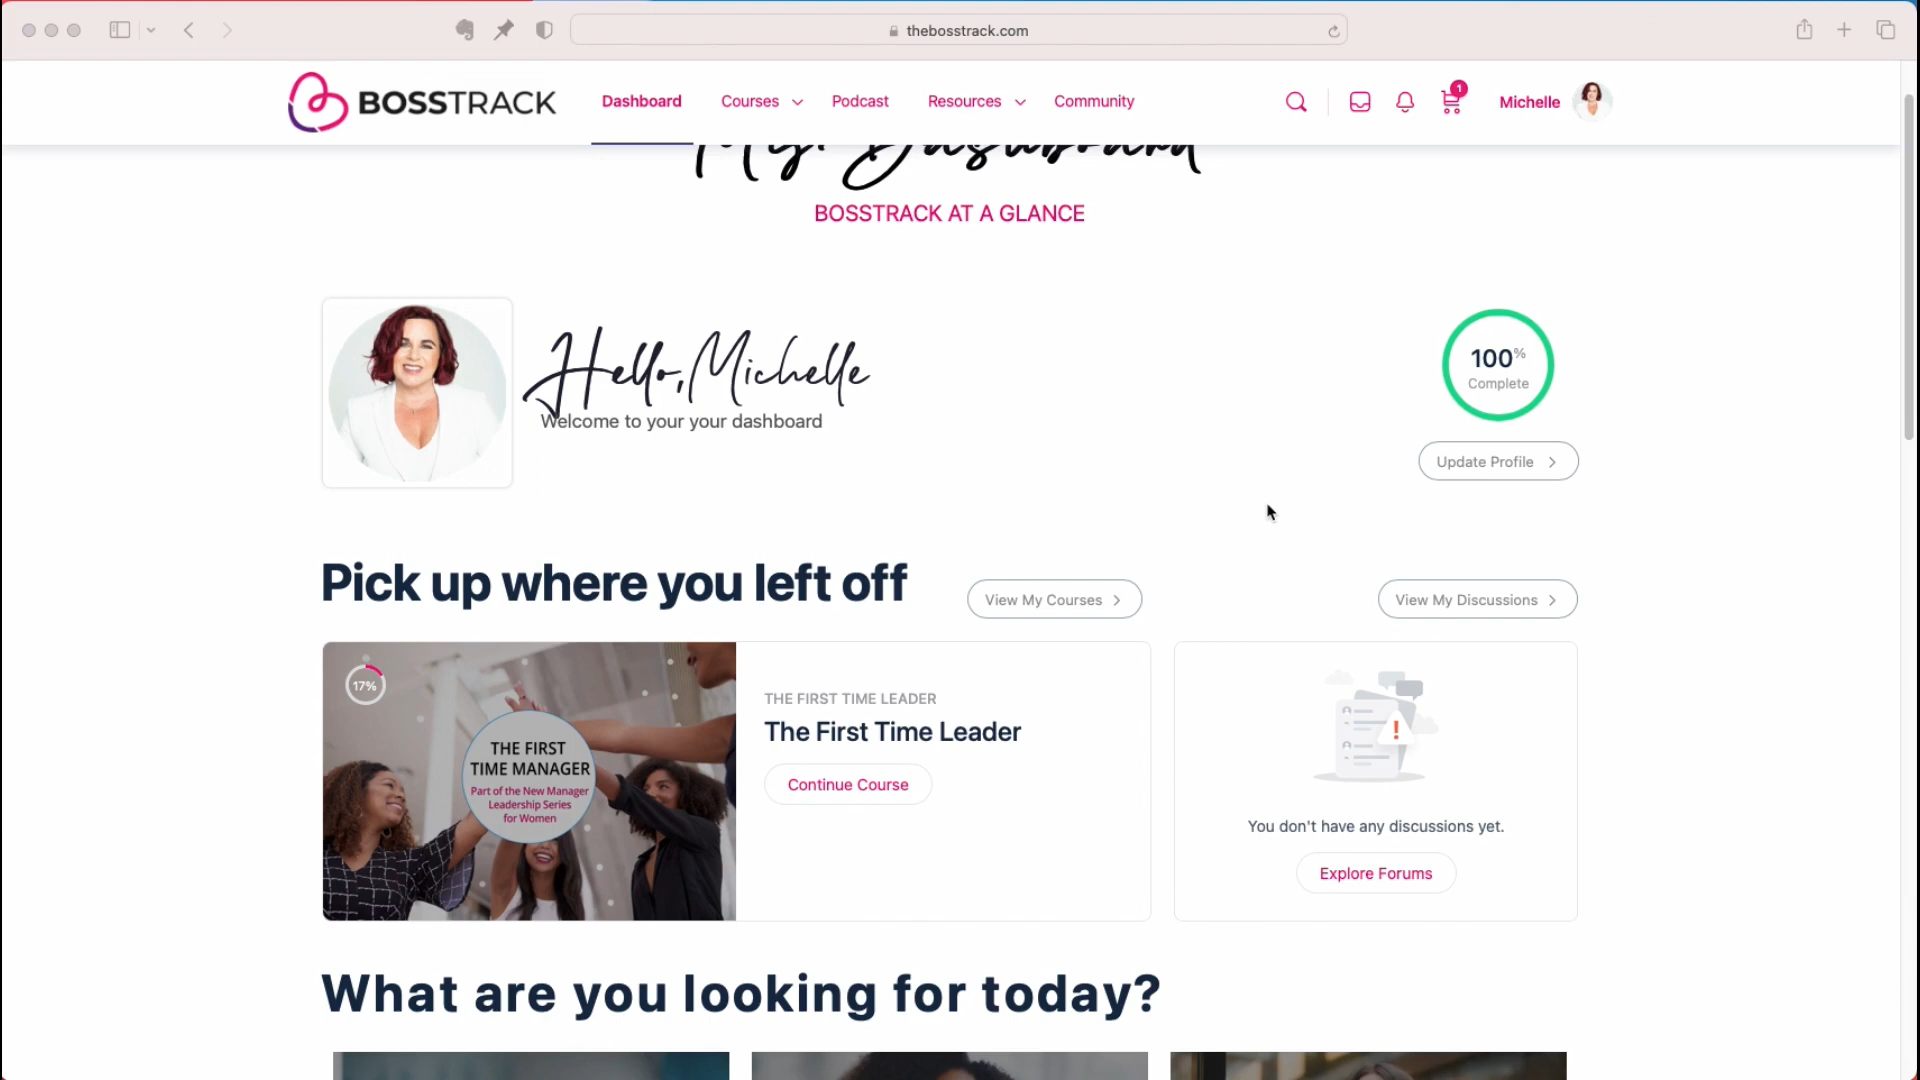 thebosstrack.com
BOSSTRACK
Dashboard
Courses
Podcast
Resources
Community
1
Michelle
My Dashboard
BOSSTRACK AT A GLANCE
Hello, Michelle
Welcome to your your dashboard
100%
Complete
Update Profile
Pick up where you left off
View My Courses
View My Discussions
17%
THE FIRST
TIME MANAGER
Part of the New Manager
Leadership Series
for Women
THE FIRST TIME LEADER
The First Time Leader
Continue Course
You don't have any discussions yet.
Explore Forums
What are you looking for today?